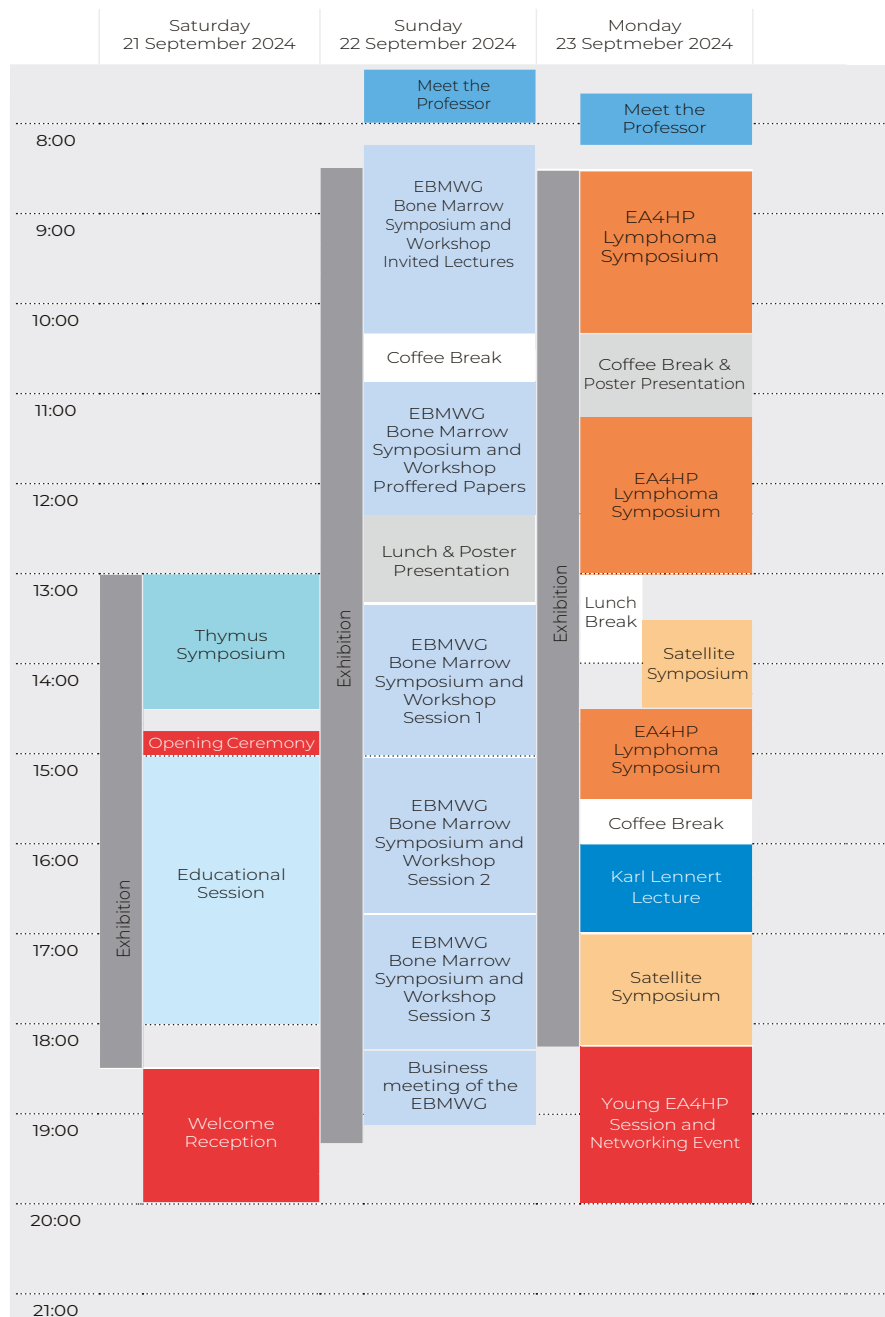 Saturday
21 September 2024
Sunday
22 September 2024
Monday
23 Septmeber 2024
8:00
9:00
10:00
11:00
12:00
13:00
14:00
15:00
16:00
17:00
18:00
19:00
20:00
21:00
Exhibition
Thymus
Symposium
Opening Ceremony
Educational
Session
Welcome
Reception
Exhibition
Meet the
Professor
EBMWG
Bone Marrow
Symposium and
Workshop
Invited Lectures
Coffee Break
EBMWG
Bone Marrow
Symposium and
Workshop
Proffered Papers
Lunch & Poster
Presentation
EBMWG
Bone Marrow
Symposium and
Workshop
Session 1
EBMWG
Bone Marrow
Symposium and
Workshop
Session 2
EBMWG
Bone Marrow
Symposium and
Workshop
Session 3
Business
meeting of the
EBMWG
Exhibition
Meet the
Professor
EA4HP
Lymphoma
Symposium
Coffee Break &
Poster Presentation
EA4HP
Lymphoma
Symposium
Lunch
Break
Satellite
Symposium
EA4HP
Lymphoma
Symposium
Coffee Break
Karl Lennert
Lecture
Satellite
Symposium
Young EA4HP
Session and
Networking Event